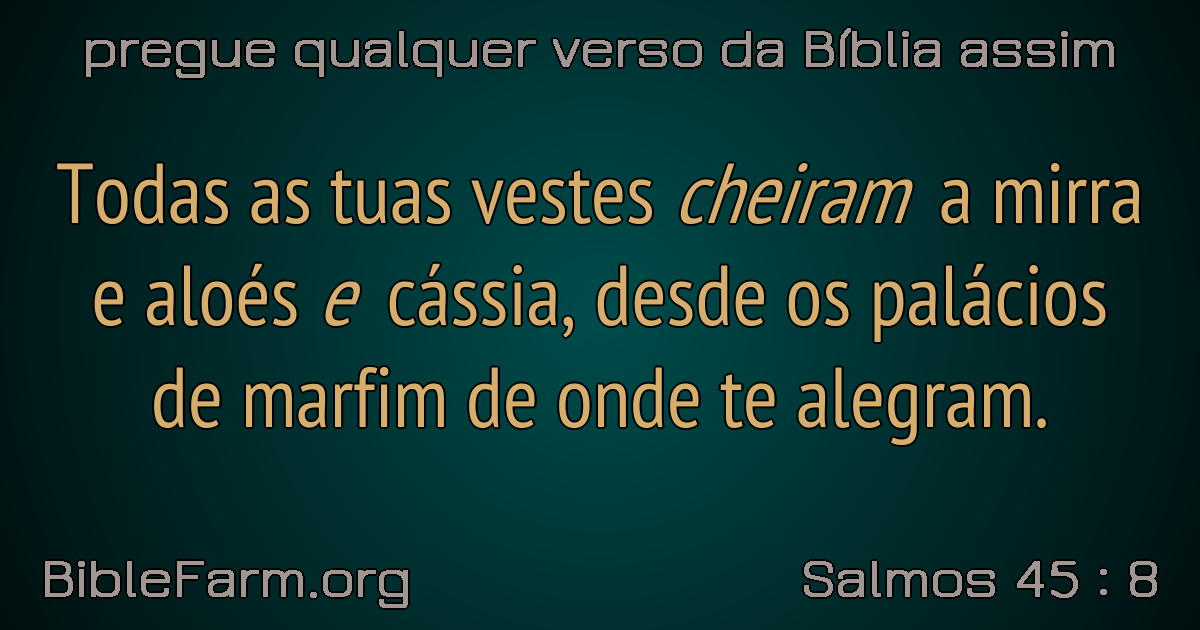 pregue qualquer verso da Bíblia assim
Todas as tuas vestes cheiram a mirra
e aloés e cássia, desde os palácios
de marfim de onde te alegram.
BibleFarm.org
Salmos 45 : 8